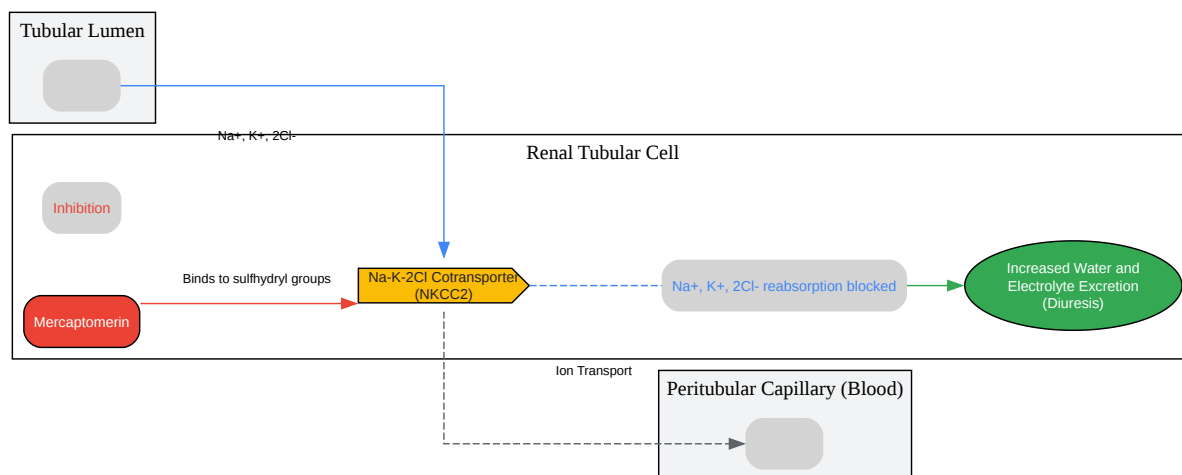 Tubular Lumen
Na+, K+, 2Cl-
Renal Tubular Cell
Inhibition
Binds to sulfhydryl groups
Mercaptomerin
Na-K-2Cl Cotransporter
(NKCC2)
Na+, K+, 2Cl- reabsorption blocked
Increased Water and
Electrolyte Excretion
(Diuresis)
Ion Transport
Peritubular Capillary (Blood)